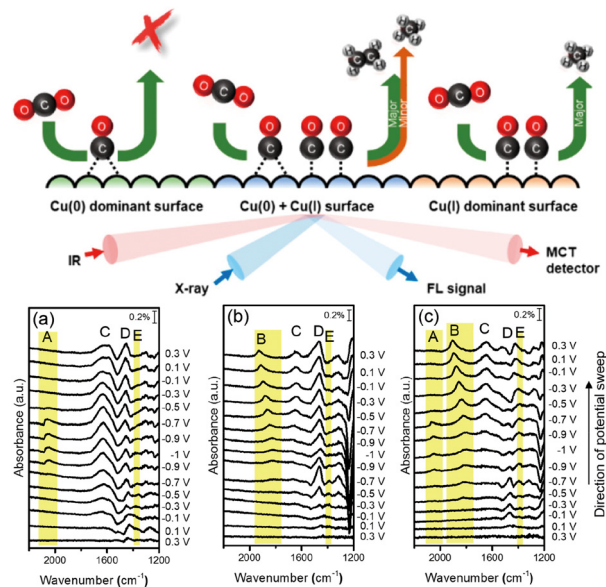 O C O
O
C
O C O
O O O
C C C
Major
Minor
O C O
O O
C C
Major
Cu(0) dominant surface
Cu(0) + Cu(I) surface
Cu(I) dominant surface
IR
X-ray
FL signal
MCT
detector
(a)
0.2%
A C D E
0.3 V
0.1 V
-0.1 V
-0.3 V
-0.5 V
-0.7 V
-0.9 V
-1 V
-0.9 V
-0.7 V
-0.5 V
-0.3 V
-0.1 V
0.1 V
0.3 V
Absorbance (a.u.)
2000 1600 1200
Wavenumber (cm⁻¹)
(b)
0.2%
B C D E
0.3 V
0.1 V
-0.1 V
-0.3 V
-0.5 V
-0.7 V
-0.9 V
-1 V
-0.9 V
-0.7 V
-0.5 V
-0.3 V
-0.1 V
0.1 V
0.3 V
Absorbance (a.u.)
2000 1600 1200
Wavenumber (cm⁻¹)
(c)
0.2%
A B C D E
0.3 V
0.1 V
-0.1 V
-0.3 V
-0.5 V
-0.7 V
-0.9 V
-1 V
-0.9 V
-0.7 V
-0.5 V
-0.3 V
-0.1 V
0.1 V
0.3 V
Absorbance (a.u.)
2000 1600 1200
Wavenumber (cm⁻¹)
Direction of potential sweep